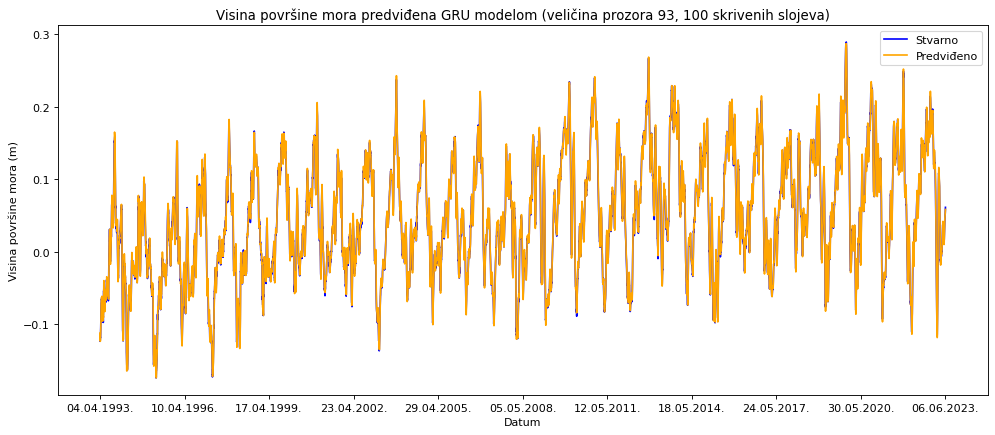 Visina površine mora predviđena GRU modelom (veličina prozora 93, 100 skrivenih slojeva)
Stvarno
Predviđeno
Visina površine mora (m)
0.3
0.2
0.1
0.0
−0.1
04.04.1993. 10.04.1996. 17.04.1999. 23.04.2002. 29.04.2005. 05.05.2008. 12.05.2011. 18.05.2014. 24.05.2017. 30.05.2020. 06.06.2023.
Datum